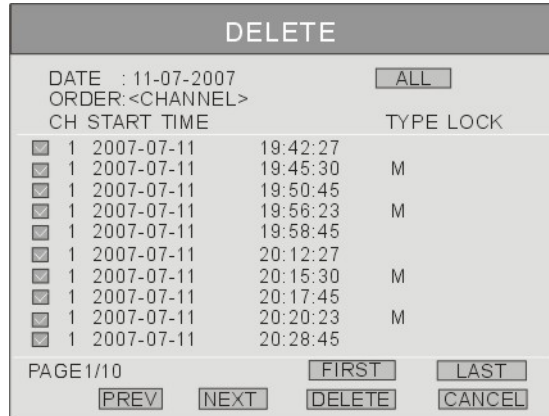 DELETE
DATE : 11-07-2007 ALL
ORDER:<CHANNEL>
CH START TIME TYPE LOCK
1 2007-07-11 19:42:27
1 2007-07-11 19:45:30 M
1 2007-07-11 19:50:45
1 2007-07-11 19:56:23 M
1 2007-07-11 19:58:45
1 2007-07-11 20:12:27
1 2007-07-11 20:15:30 M
1 2007-07-11 20:17:45
1 2007-07-11 20:20:23 M
1 2007-07-11 20:28:45
PAGE1/10 FIRST LAST
PREV NEXT DELETE CANCEL